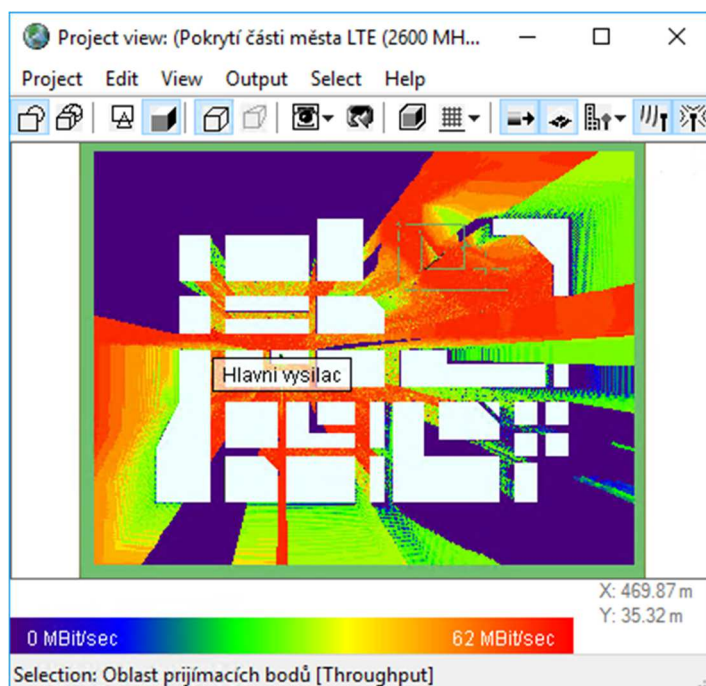 Project view: (Pokrytí části města LTE (2600 MH...
Project Edit View Output Select Help
Hlavni vysilac
X: 469.87 m
Y: 35.32 m
0 MBit/sec 62 MBit/sec
Selection: Oblast prijímacích bodů [Throughput]